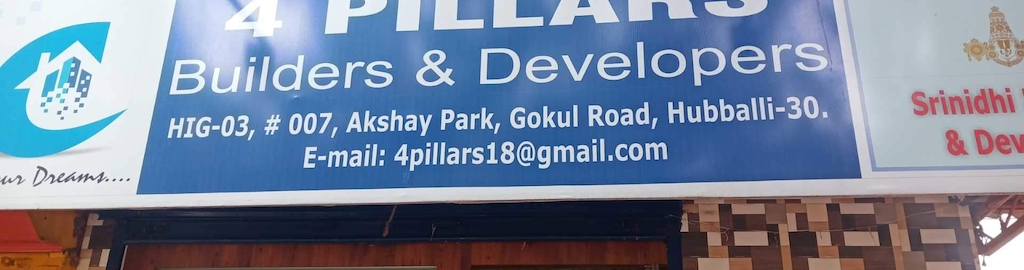 4 PILLARS
Builders & Developers
HIG-03, # 007, Akshay Park, Gokul Road, Hubballi-30.
E-mail: 4pillars18@gmail.com
Dreams....
Srinidhi
& Dev